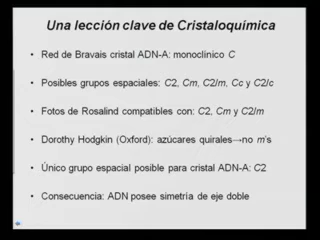 Una lección clave de Cristaloquímica
• Red de Bravais cristal ADN-A: monoclínico C
• Posibles grupos espaciales: C2, Cm, C2/m, Cc y C2/c
• Fotos de Rosalind compatibles con: C2, Cm y C2/m
• Dorothy Hodgkin (Oxford): azúcares quirales→no m's
• Único grupo espacial posible para cristal ADN-A: C2
• Consecuencia: ADN posee simetría de eje doble